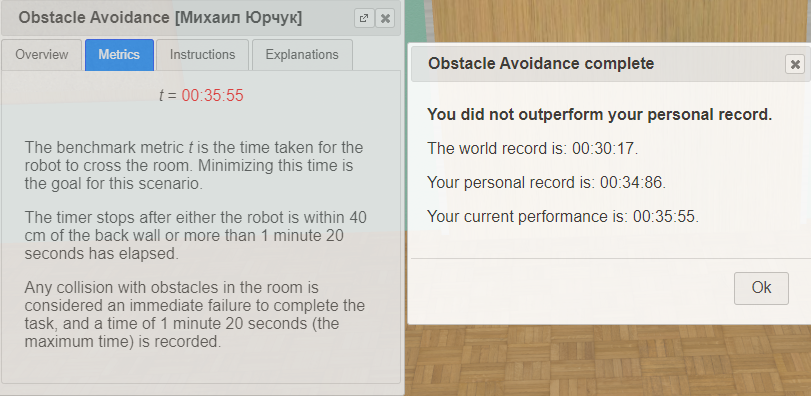 Obstacle Avoidance [Михаил Юрчук]
Overview
Metrics
Instructions
Explanations
t = 00:35:55
The benchmark metric t is the time taken for the
robot to cross the room. Minimizing this time is
the goal for this scenario.
The timer stops after either the robot is within 40
cm of the back wall or more than 1 minute 20
seconds has elapsed.
Any collision with obstacles in the room is
considered an immediate failure to complete the
task, and a time of 1 minute 20 seconds (the
maximum time) is recorded.
Obstacle Avoidance complete
You did not outperform your personal record.
The world record is: 00:30:17.
Your personal record is: 00:34:86.
Your current performance is: 00:35:55.
Ok